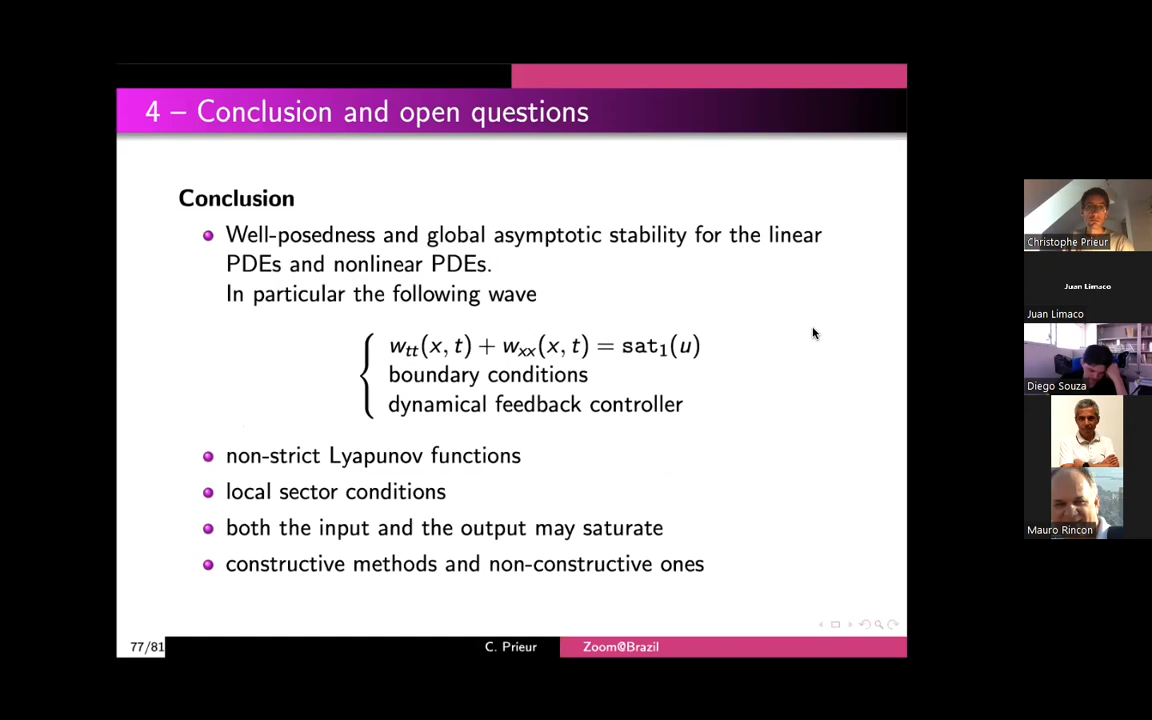 4 – Conclusion and open questions
Conclusion
Well-posedness and global asymptotic stability for the linear
PDEs and nonlinear PDEs.
In particular the following wave
w_tt(x, t) + w_xx(x, t) = sat_1(u)
boundary conditions
dynamical feedback controller
non-strict Lyapunov functions
local sector conditions
both the input and the output may saturate
constructive methods and non-constructive ones
77/81
C. Prieur
Zoom@Brazil
Christophe Prieur
Juan Limaco
Juan Limaco
Diego Souza
Mauro Rincon